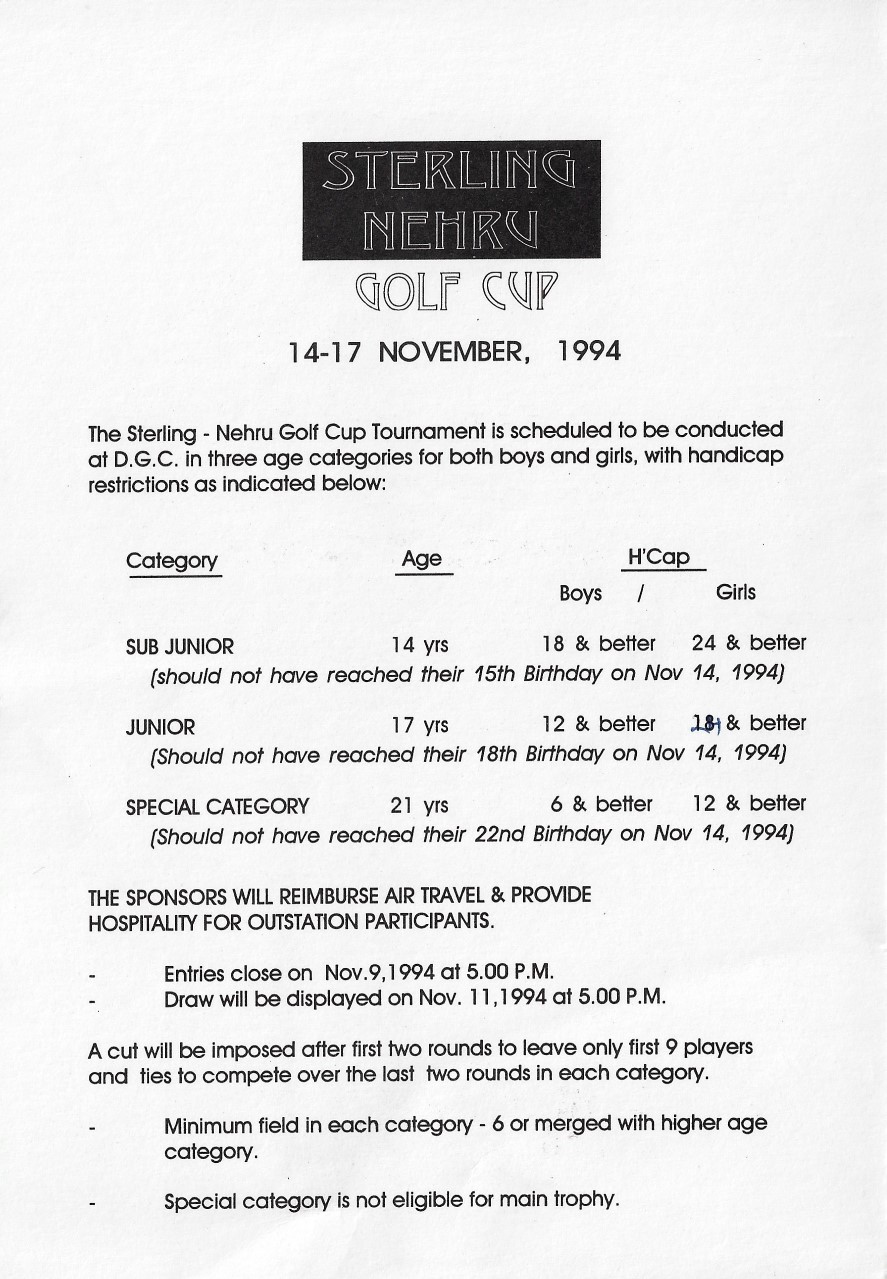 STERLING
NEHRU
GOLF CUP
14-17 NOVEMBER, 1994
The Sterling - Nehru Golf Cup Tournament is scheduled to be conducted
at D.G.C. in three age categories for both boys and girls, with handicap
restrictions as indicated below:
Category Age H'Cap
Boys / Girls
SUB JUNIOR 14 yrs 18 & better 24 & better
(should not have reached their 15th Birthday on Nov 14, 1994)
JUNIOR 17 yrs 12 & better & better
(Should not have reached their 18th Birthday on Nov 14, 1994)
SPECIAL CATEGORY 21 yrs 6 & better 12 & better
(Should not have reached their 22nd Birthday on Nov 14, 1994)
THE SPONSORS WILL REIMBURSE AIR TRAVEL & PROVIDE
HOSPITALITY FOR OUTSTATION PARTICIPANTS.
- Entries close on Nov.9,1994 at 5.00 P.M.
- Draw will be displayed on Nov. 11,1994 at 5.00 P.M.
A cut will be imposed after first two rounds to leave only first 9 players
and ties to compete over the last two rounds in each category.
- Minimum field in each category - 6 or merged with higher age
category.
- Special category is not eligible for main trophy.